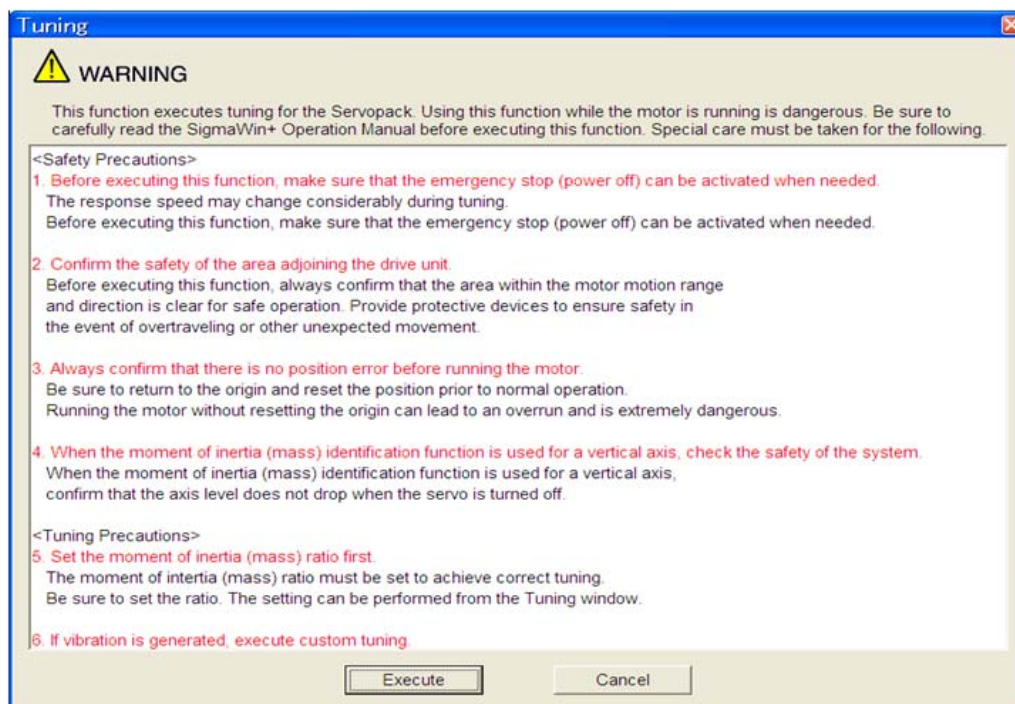 Tuning
WARNING
This function executes tuning for the Servopack. Using this function while the motor is running is dangerous. Be sure to
carefully read the SigmaWin+ Operation Manual before executing this function. Special care must be taken for the following.
<Safety Precautions>
1. Before executing this function, make sure that the emergency stop (power off) can be activated when needed.
The response speed may change considerably during tuning.
Before executing this function, make sure that the emergency stop (power off) can be activated when needed.
2. Confirm the safety of the area adjoining the drive unit.
Before executing this function, always confirm that the area within the motor motion range
and direction is clear for safe operation. Provide protective devices to ensure safety in
the event of overtraveling or other unexpected movement.
3. Always confirm that there is no position error before running the motor.
Be sure to return to the origin and reset the position prior to normal operation.
Running the motor without resetting the origin can lead to an overrun and is extremely dangerous.
4. When the moment of inertia (mass) identification function is used for a vertical axis, check the safety of the system.
When the moment of inertia (mass) identification function is used for a vertical axis,
confirm that the axis level does not drop when the servo is turned off.
<Tuning Precautions>
5. Set the moment of inertia (mass) ratio first.
The moment of intertia (mass) ratio must be set to achieve correct tuning.
Be sure to set the ratio. The setting can be performed from the Tuning window.
6. If vibration is generated, execute custom tuning.
Execute
Cancel